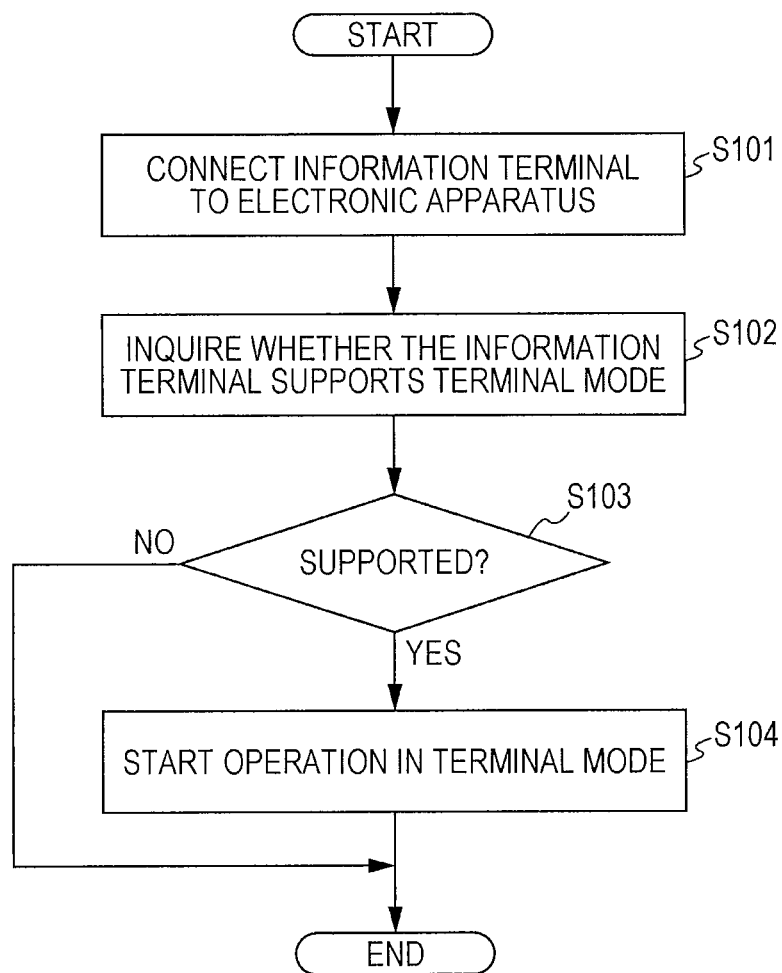 START
CONNECT INFORMATION TERMINAL
TO ELECTRONIC APPARATUS
S101
INQUIRE WHETHER THE INFORMATION
TERMINAL SUPPORTS TERMINAL MODE
S102
SUPPORTED?
S103
NO
YES
START OPERATION IN TERMINAL MODE
S104
END